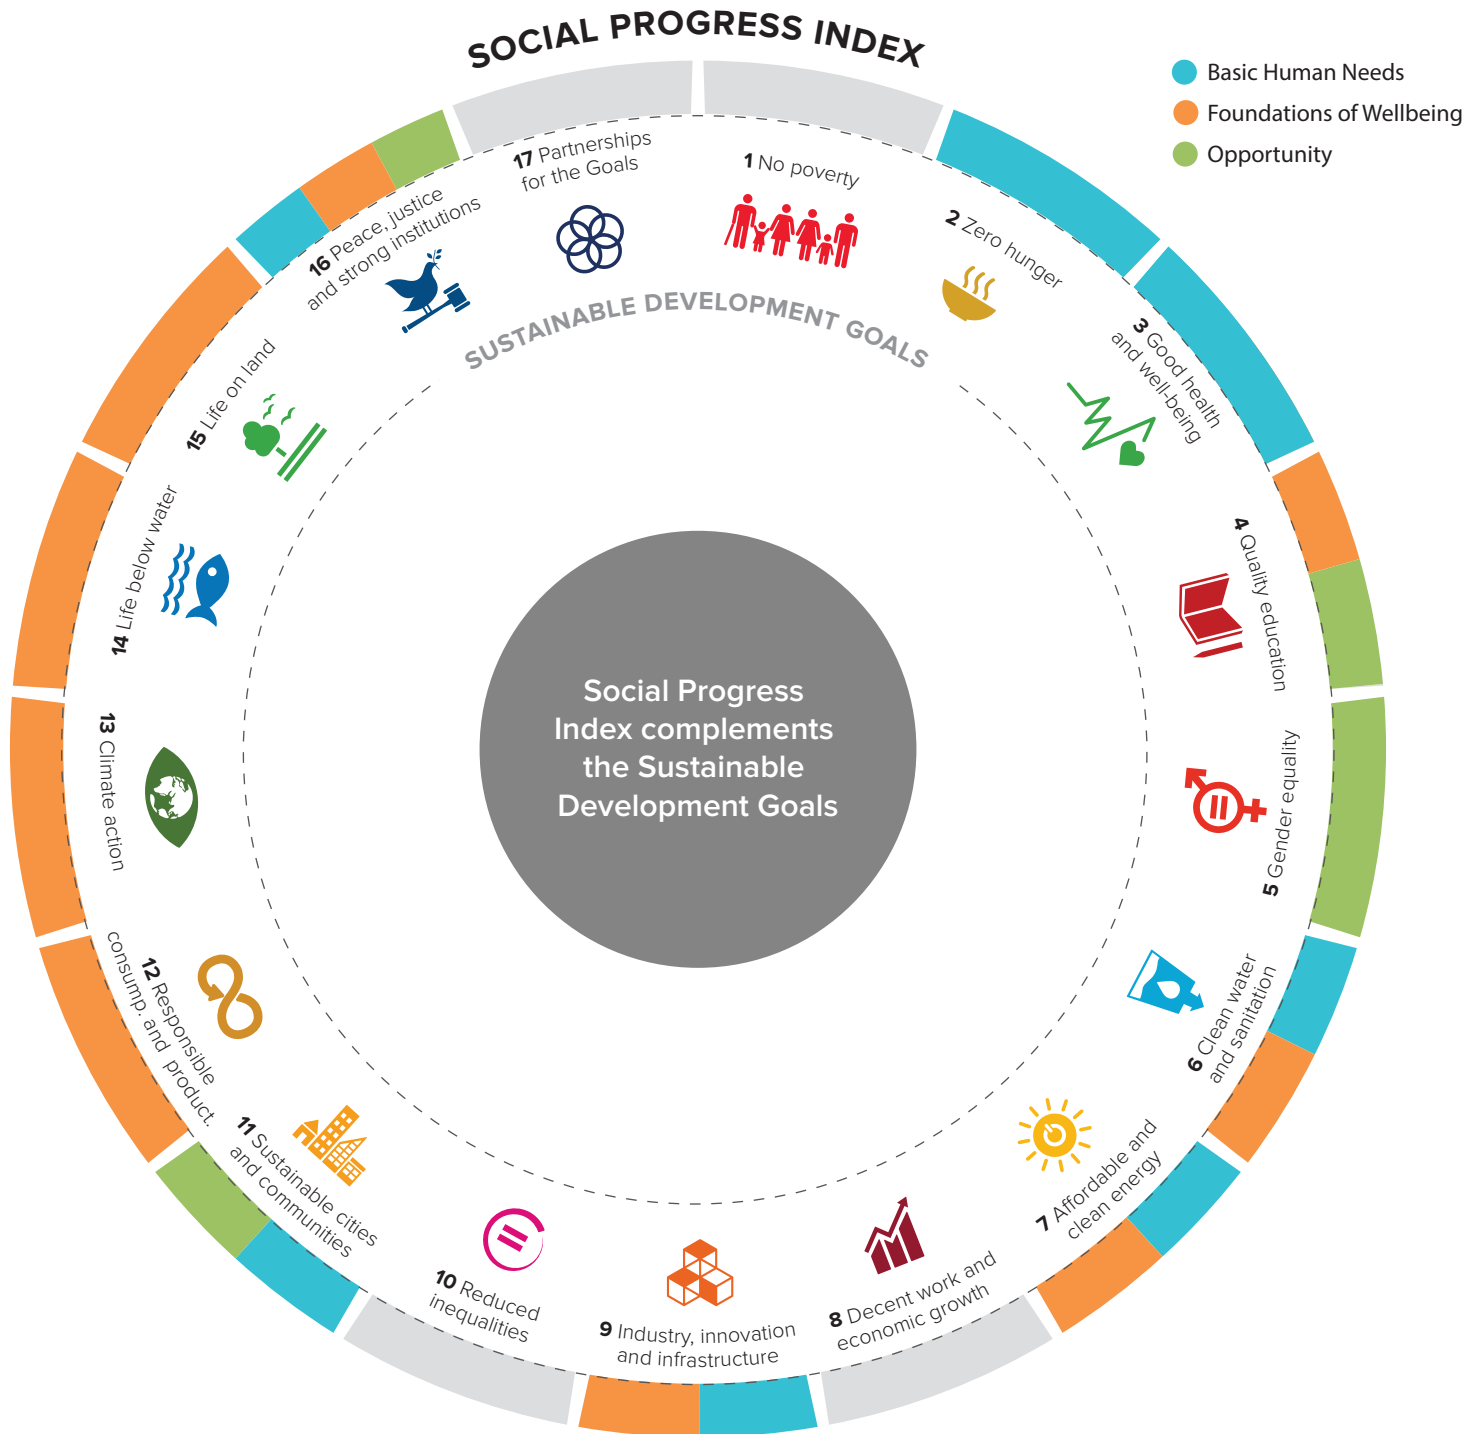 SOCIAL PROGRESS INDEX
Basic Human Needs
Foundations of Wellbeing
Opportunity
1 No poverty
2 Zero hunger
3 Good health
and well-being
4 Quality education
5 Gender equality
6 Clean water
and sanitation
7 Affordable and
clean energy
8 Decent work and
economic growth
9 Industry, innovation
and infrastructure
10 Reduced
inequalities
11 Sustainable cities
and communities
12 Responsible
consump. and product.
13 Climate action
14 Life below water
15 Life on land
16 Peace, justice
and strong institutions
17 Partnerships
for the Goals
SUSTAINABLE DEVELOPMENT GOALS
Social Progress
Index complements
the Sustainable
Development Goals